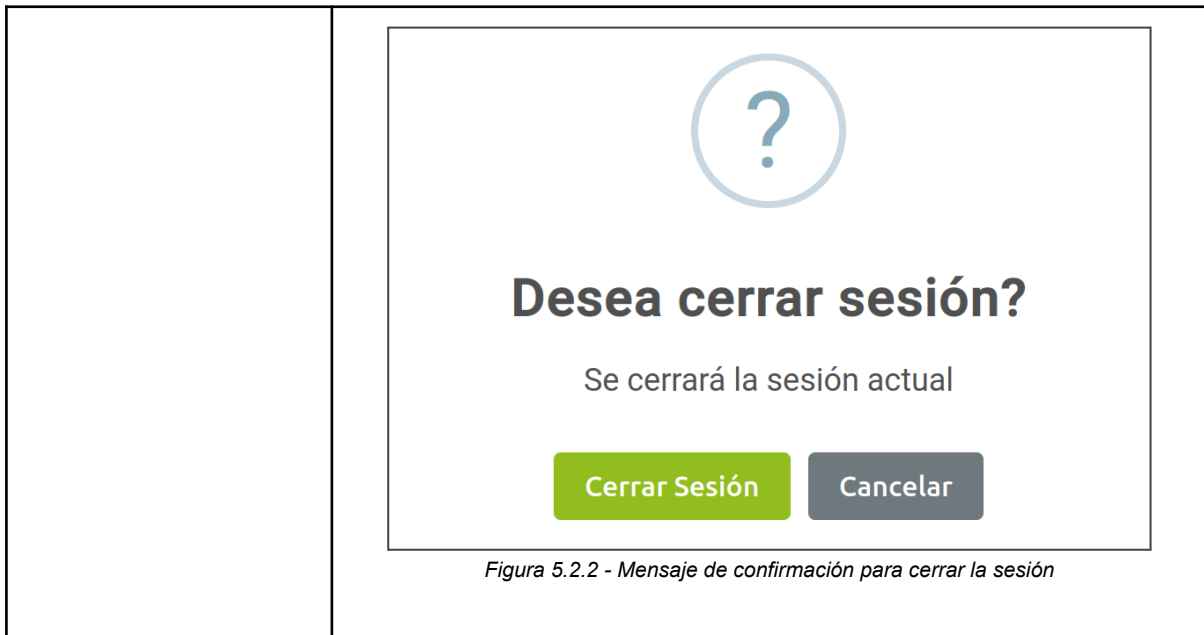 ?
Desea cerrar sesión?
Se cerrará la sesión actual
Cerrar Sesión
Cancelar
Figura 5.2.2 - Mensaje de confirmación para cerrar la sesión